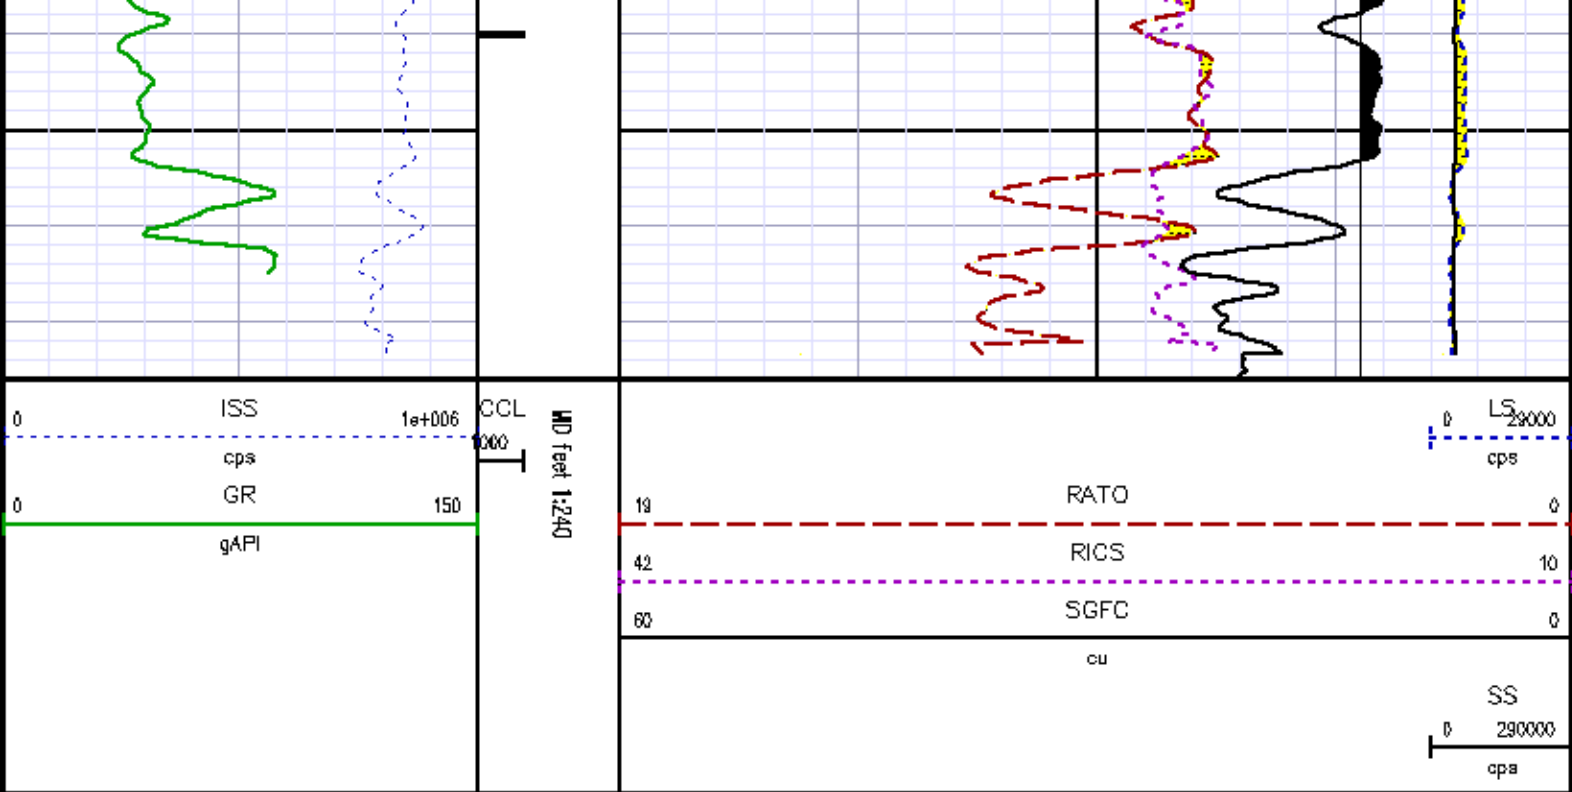 ISS
0 1e+006
cps
GR
0 150
gAPI
CCL
1000
MD feet 1:240
LS
0 29000
cps
RATO
19 0
RICS
42 10
SGFC
60 0
cu
SS
0 290000
cps